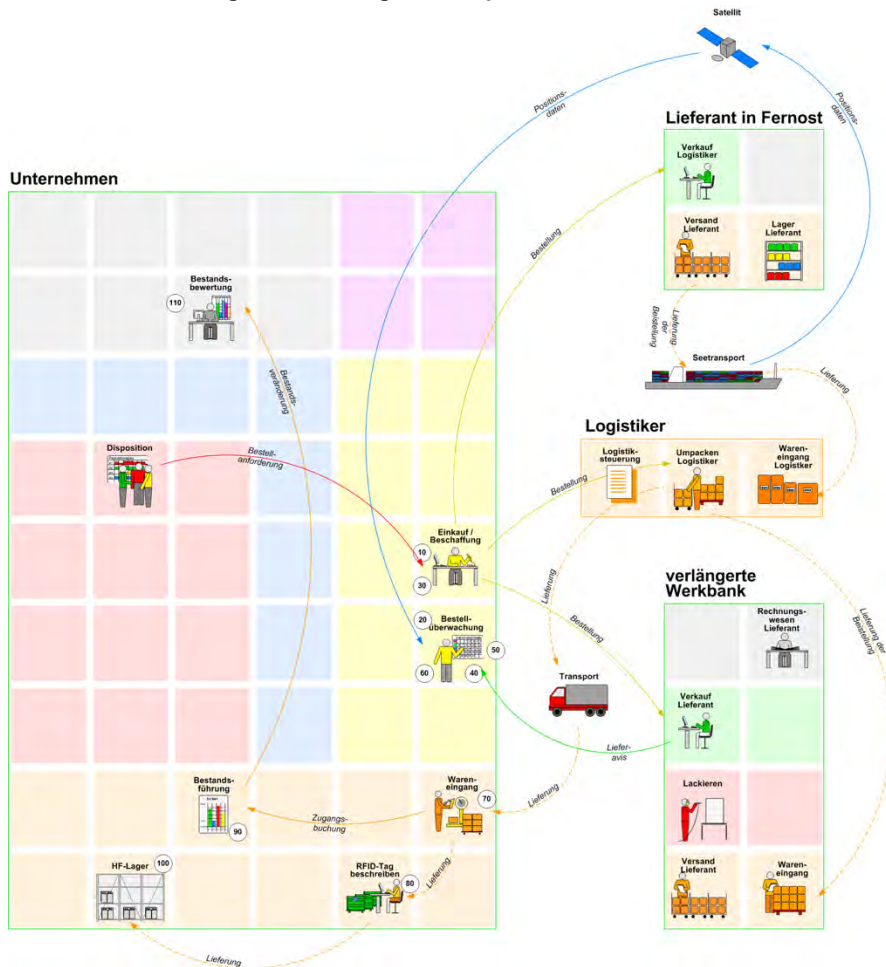 Satellit
Positions-
daten
Positions-
daten
Lieferant in Fernost
Verkauf
Logistiker
Versand
Lieferant
Lager
Lieferant
Unternehmen
Bestellung
Bestands-
bewertung
110
Lieferung
der
Beistellung
Seetransport
Lieferung
Bestands-
veränderung
Disposition
Bestell-
anforderung
Logistiker
Logistik-
steuerung
Umpacken
Logistiker
Waren-
eingang
Logistker
Bestellung
Einkauf /
Beschaffung
10
30
Lieferung
verlängerte
Werkbank
Bestellung
Rechnungs-
wesen
Lieferant
Lieferung der
Beistellung
20
Bestell-
überwachung
50
60
40
Transport
Verkauf
Lieferant
Liefer-
avis
Bestands-
führung
90
Zugangs-
buchung
Waren-
eingang
70
Lieferung
Lackieren
HF-Lager
100
RFID-Tag
beschreiben
80
Lieferung
Versand
Lieferant
Waren-
eingang
Lieferung